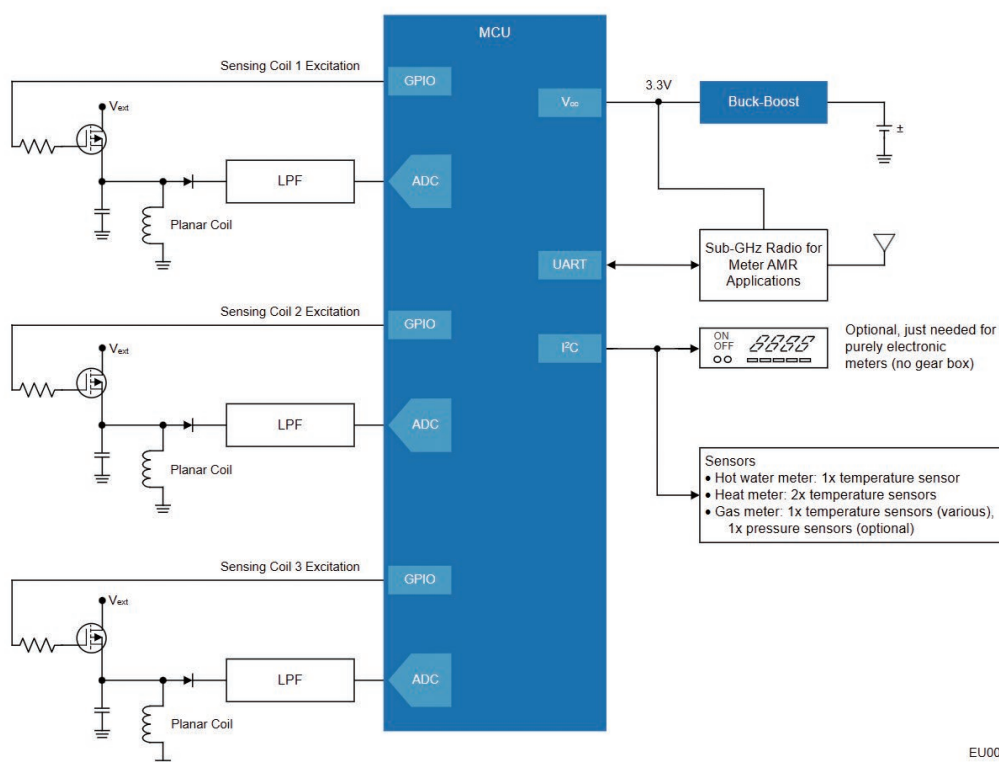 MCU
Sensing Coil 1 Excitation
GPIO
Vext
ADC
LPF
Planar Coil
Sensing Coil 2 Excitation
GPIO
Vext
ADC
LPF
Planar Coil
Sensing Coil 3 Excitation
GPIO
Vext
ADC
LPF
Planar Coil
3.3V
Buck-Boost
±
UART
Sub-GHz Radio for
Meter AMR
Applications
I²C
ON
OFF
8888
Optional, just needed for
purely electronic
meters (no gear box)
Sensors
• Hot water meter: 1x temperature sensor
• Heat meter: 2x temperature sensors
• Gas meter: 1x temperature sensors (various),
1x pressure sensors (optional)
EU00